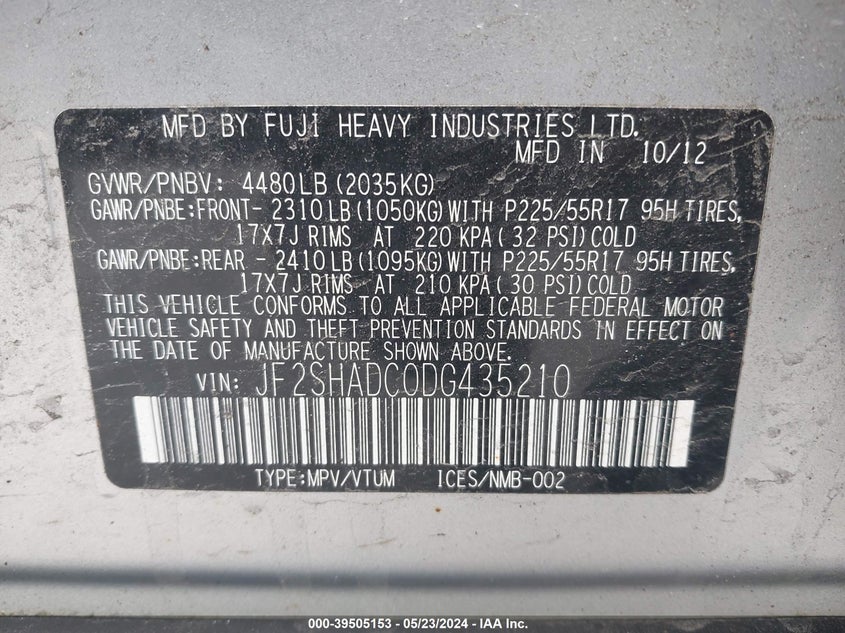 MFD BY FUJI HEAVY INDUSTRIES LTD.
MFD IN 10/12
GVWR/PNBV: 4480LB(2035KG)
GAWR/PNBE:FRONT-2310LB(1050KG)WITH P225/55R17 95H TIRES,
17X7J RIMS AT 220 KPA(32 PSI)COLD
GAWR/PNBE:REAR -2410LB(1095KG)WITH P225/55R17 95H TIRES,
17X7J RIMS AT 210 KPA(30 PSI)COLD
THIS VEHICLE CONFORMS TO ALL APPLICABLE FEDERAL MOTOR
VEHICLE SAFETY AND THEFT PREVENTION STANDARDS IN EFFECT ON
THE DATE OF MANUFACTURE SHOWN ABOVE.
VIN: JF2SHADC0DG435210
TYPE:MPV/VTUM ICES/NMB-002
000-39505153 - 05/23/2024 - IAA Inc.